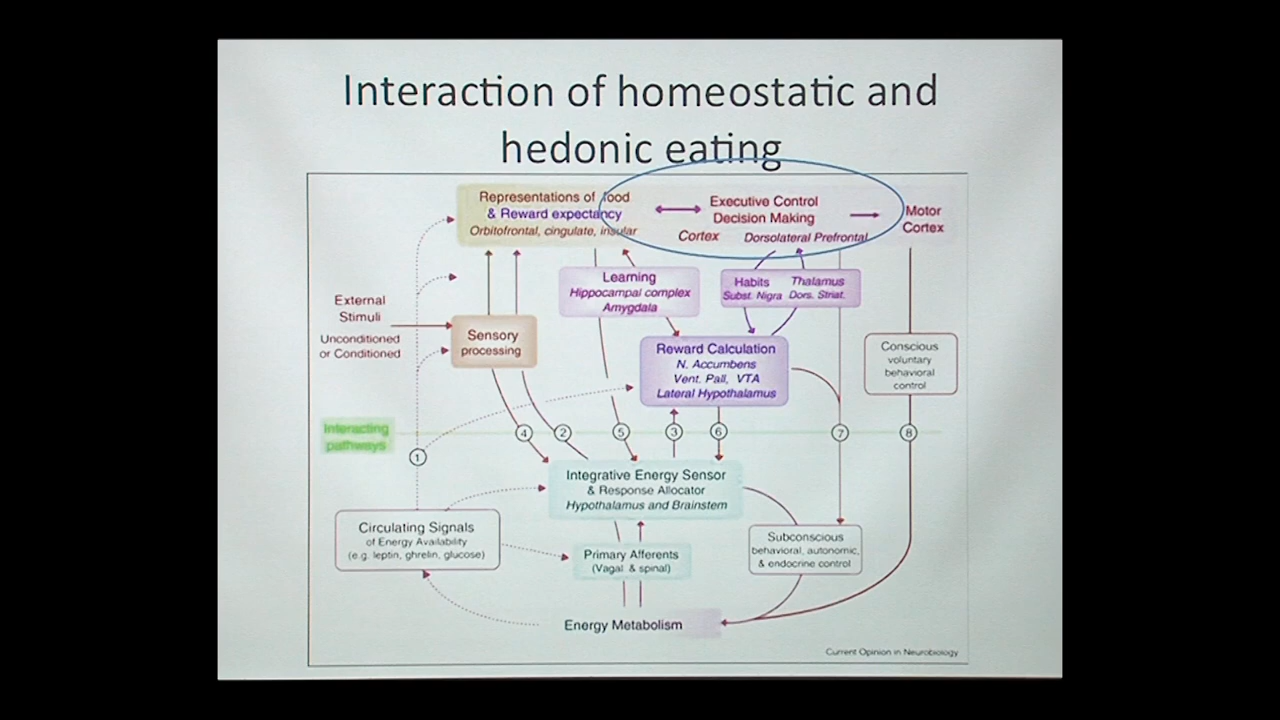 Interaction of homeostatic and
hedonic eating
Representations of food
& Reward expectancy
Orbitofrontal, cingulate, insular
Executive Control
Decision Making
Cortex Dorsolateral Prefrontal
Motor
Cortex
Learning
Hippocampal complex
Amygdala
Habits Thalamus
Subst. Nigra Dors. Striat.
External
Stimuli
Unconditioned
or Conditioned
Sensory
processing
Reward Calculation
N. Accumbens
Vent. Pall, VTA
Lateral Hypothalamus
Conscious
voluntary
behavioral
control
Interacting
pathways
1
4
2
5
3
6
7
8
Integrative Energy Sensor
& Response Allocator
Hypothalamus and Brainstem
Circulating Signals
of Energy Availability
(e.g. leptin, ghrelin, glucose)
Primary Afferents
(Vagal & spinal)
Subconscious
behavioral, autonomic,
& endocrine control
Energy Metabolism
Current Opinion in Neurobiology